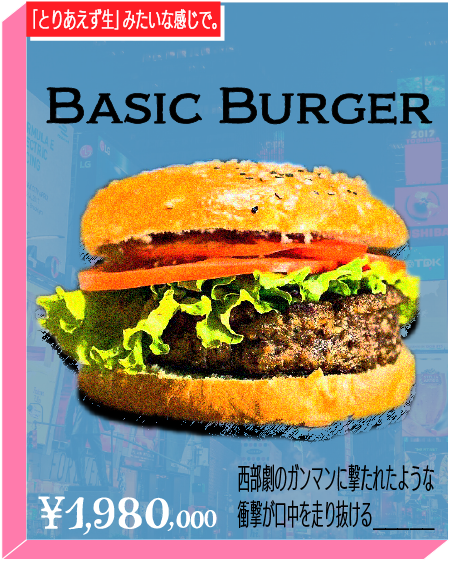 「とりあえず生」みたいな感じで。
BASIC BURGER
2017
¥1,980,000
西部劇のガンマンに撃たれたような
衝撃が口中を走り抜ける＿＿＿